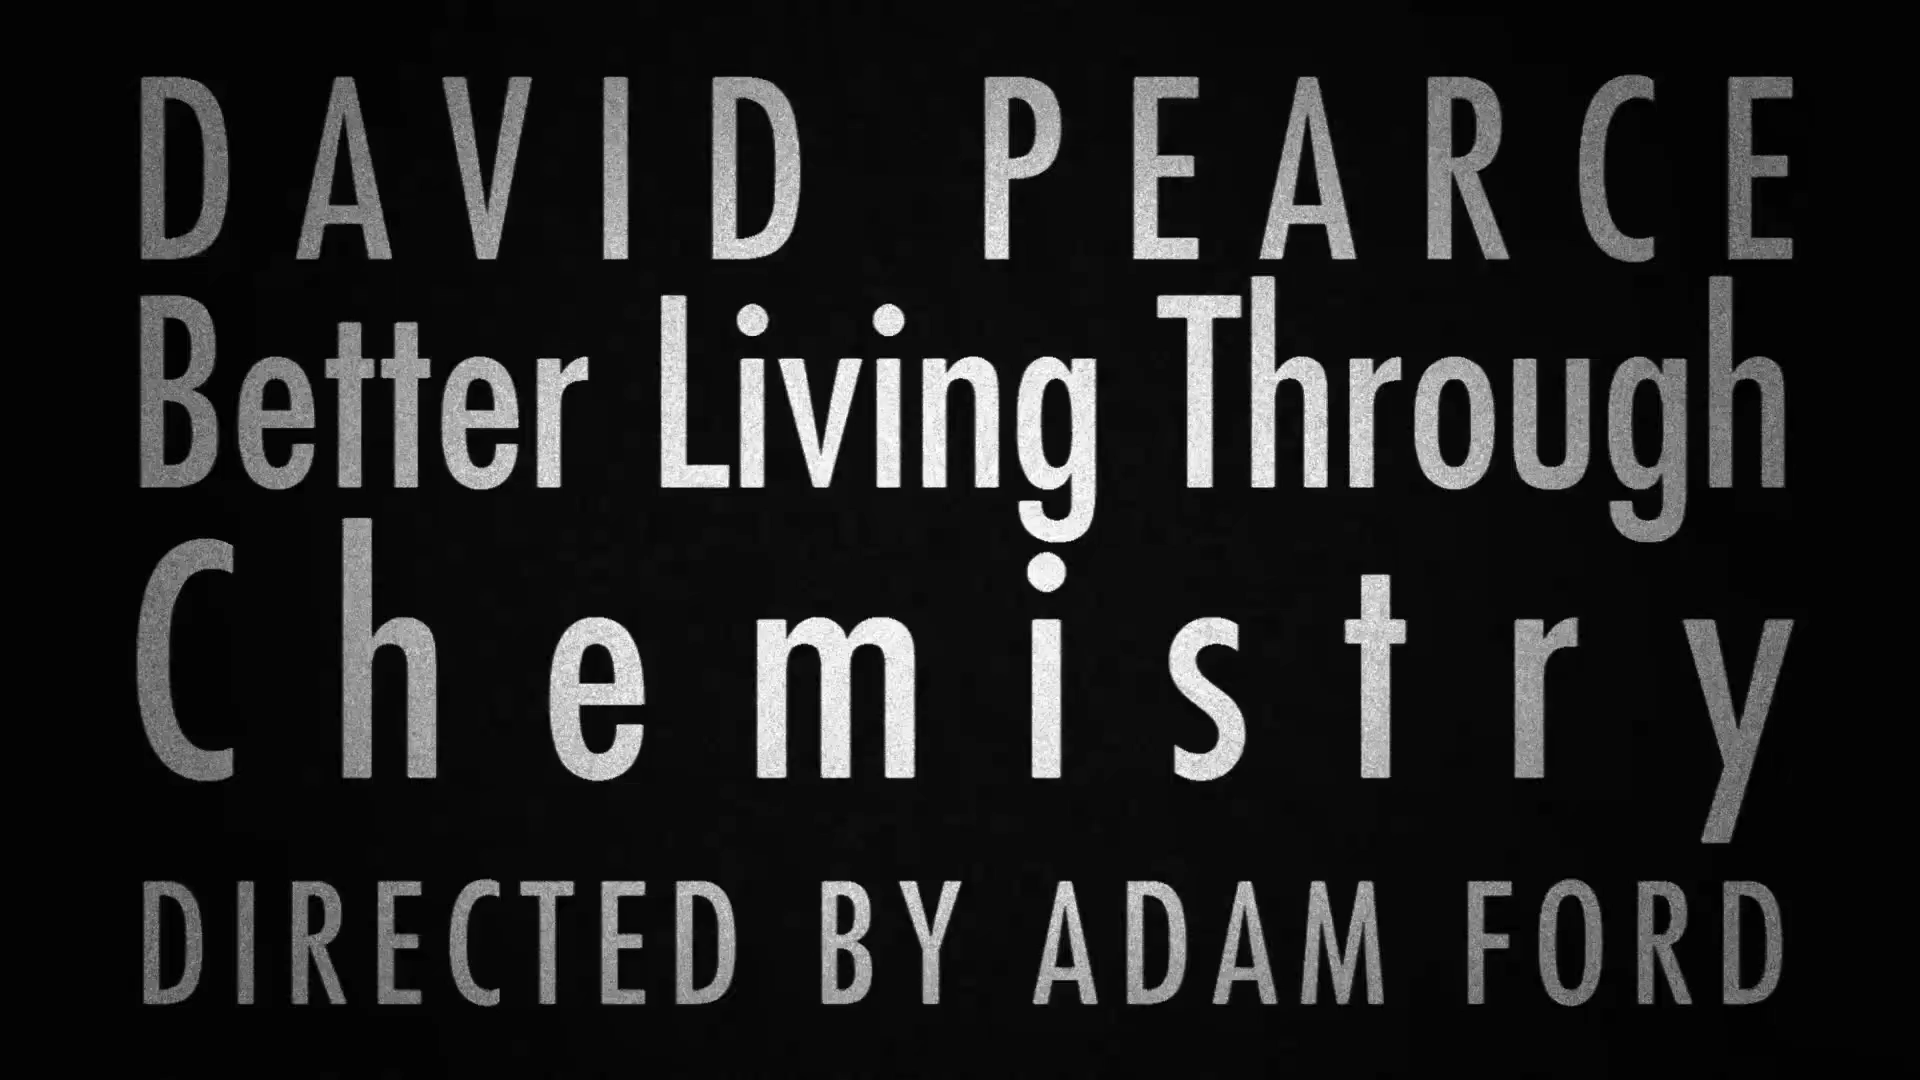 DAVID PEARCE
Better Living Through
Chemistry
DIRECTED BY ADAM FORD